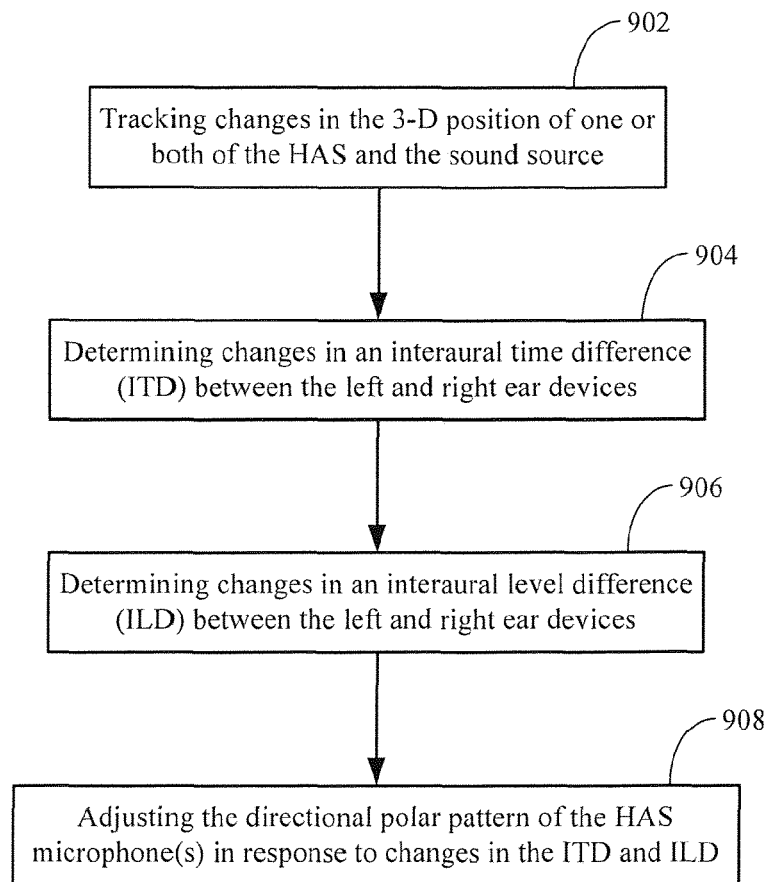 902
Tracking changes in the 3-D position of one or
both of the HAS and the sound source
904
Determining changes in an interaural time difference
(ITD) between the left and right ear devices
906
Determining changes in an interaural level difference
(ILD) between the left and right ear devices
908
Adjusting the directional polar pattern of the HAS
microphone(s) in response to changes in the ITD and ILD